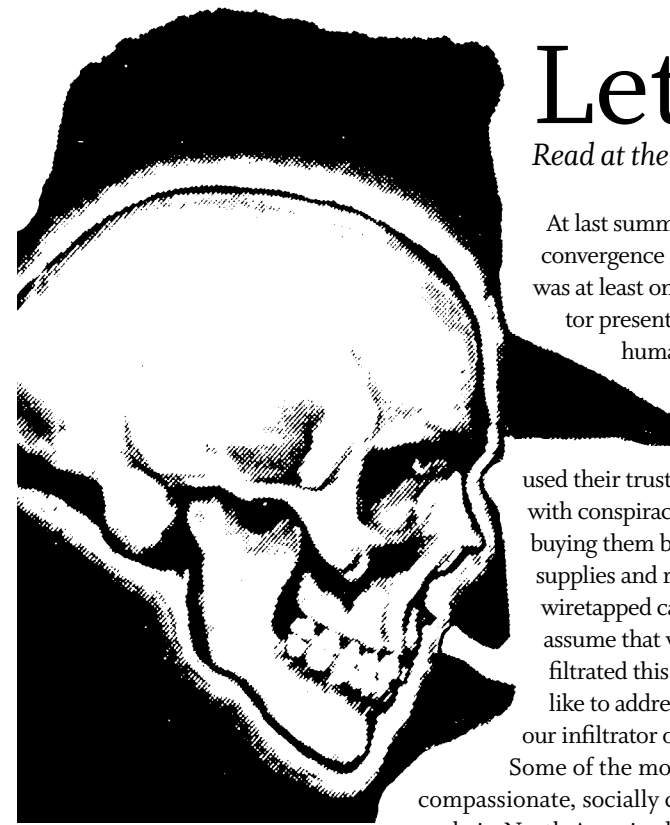 Let
Read at the
At last summ
convergence
was at least on
tor present
huma
used their trust
with conspirac
buying them b
supplies and r
wiretapped ca
assume that v
filtrated this
like to addre
our infiltrator o
Some of the mo
compassionate, socially c